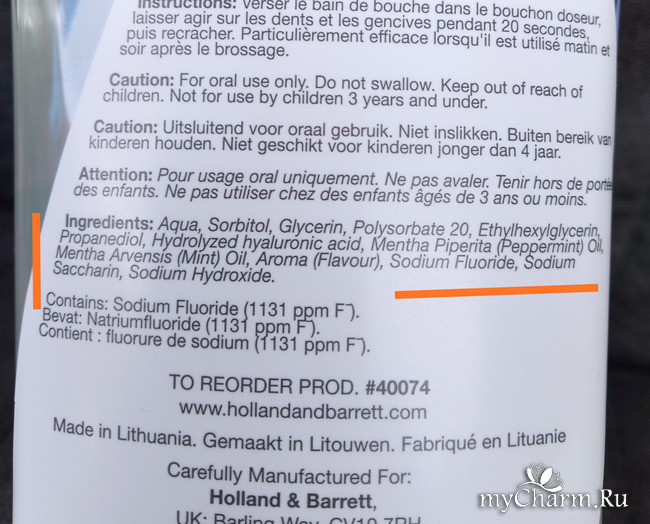 Instructions: Verser le bain de bouche dans le bouchon doseur,
laisser agir sur les dents et les gencives pendant 20 secondes,
puis recracher. Particulièrement efficace lorsqu'il est utilisé matin et
soir après le brossage.
Caution: For oral use only. Do not swallow. Keep out of reach of
children. Not for use by children 3 years and under.
Caution: Uitsluitend voor oraal gebruik. Niet inslikken. Buiten bereik van
kinderen houden. Niet geschikt voor kinderen jonger dan 4 jaar.
Attention: Pour usage oral uniquement. Ne pas avaler. Tenir hors de portée
des enfants. Ne pas utiliser chez des enfants âgés de 3 ans ou moins.
Ingredients: Aqua, Sorbitol, Glycerin, Polysorbate 20, Ethylhexylglycerin,
Propanediol, Hydrolyzed hyaluronic acid, Mentha Piperita (Peppermint) Oil,
Mentha Arvensis (Mint) Oil, Aroma (Flavour), Sodium Fluoride, Sodium
Saccharin, Sodium Hydroxide.
Contains: Sodium Fluoride (1131 ppm F⁻).
Bevat: Natriumfluoride (1131 ppm F⁻).
Contient : fluorure de sodium (1131 ppm F⁻).
TO REORDER PROD. #40074
www.hollandandbarrett.com
Made in Lithuania. Gemaakt in Litouwen. Fabriqué en Lituanie
Carefully Manufactured For:
Holland & Barrett,
UK: Barling Way, CV10 7RH
myCharm.Ru